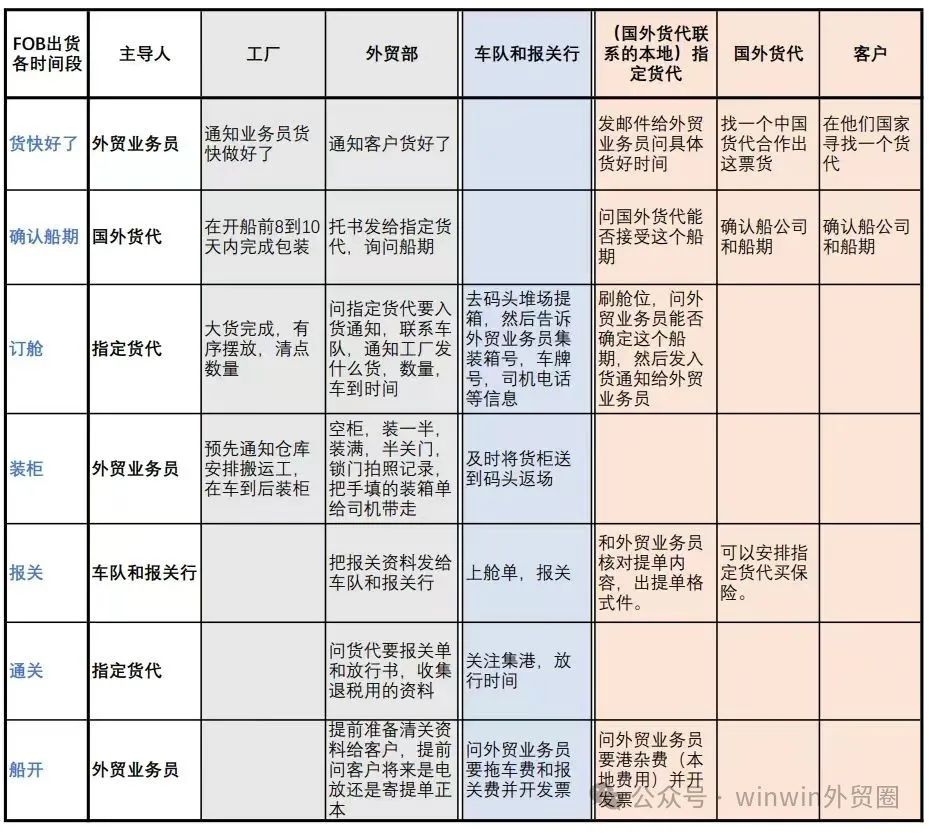 FOB出货
各时间段
主导人
工厂
外贸部
车队和报关行
（国外货代联
系的本地）指
定货代
国外货代
客户
货快好了
外贸业务员
通知业务员货
快做好了
通知客户货好了
发邮件给外贸
业务员问具体
货好时间
找一个中国
货代合作出
这票货
在他们国家
寻找一个货
代
确认船期
国外货代
在开船前8到10
天内完成包装
托书发给指定货
代，询问船期
问国外货代能
否接受这个船
期
确认船公司
和船期
确认船公司
和船期
订舱
指定货代
大货完成，有
序摆放，清点
数量
问指定货代要入
货通知，联系车
队，通知工厂发
什么货，数量，
车到时间
去码头堆场提
箱，然后告诉
外贸业务员集
装箱号，车牌
号，司机电话
等信息
刷舱位，问外
贸业务员能否
确定这个船
期，然后发入
货通知给外贸
业务员
装柜
外贸业务员
预先通知仓库
安排搬运工，
在车到后装柜
空柜，装一半，
装满，半关门，
锁门拍照记录，
把手填的装箱单
给司机带走
及时将货柜送
到码头返场
报关
车队和报关行
把报关资料发给
车队和报关行
上舱单，报关
和外贸业务员
核对提单内
容，出提单格
式件。
可以安排指
定货代买保
险。
通关
指定货代
问货代要报关单
和放行书，收集
退税用的资料
关注集港，放
行时间
船开
外贸业务员
提前准备清关资
料给客户，提前
问客户将来是电
放还是寄提单正
本
问外贸业务员
要拖车费和报
关费并开发票
问外贸业务员
要港杂费（本
地费用）并开
发票
公众号 · winwin外贸圈